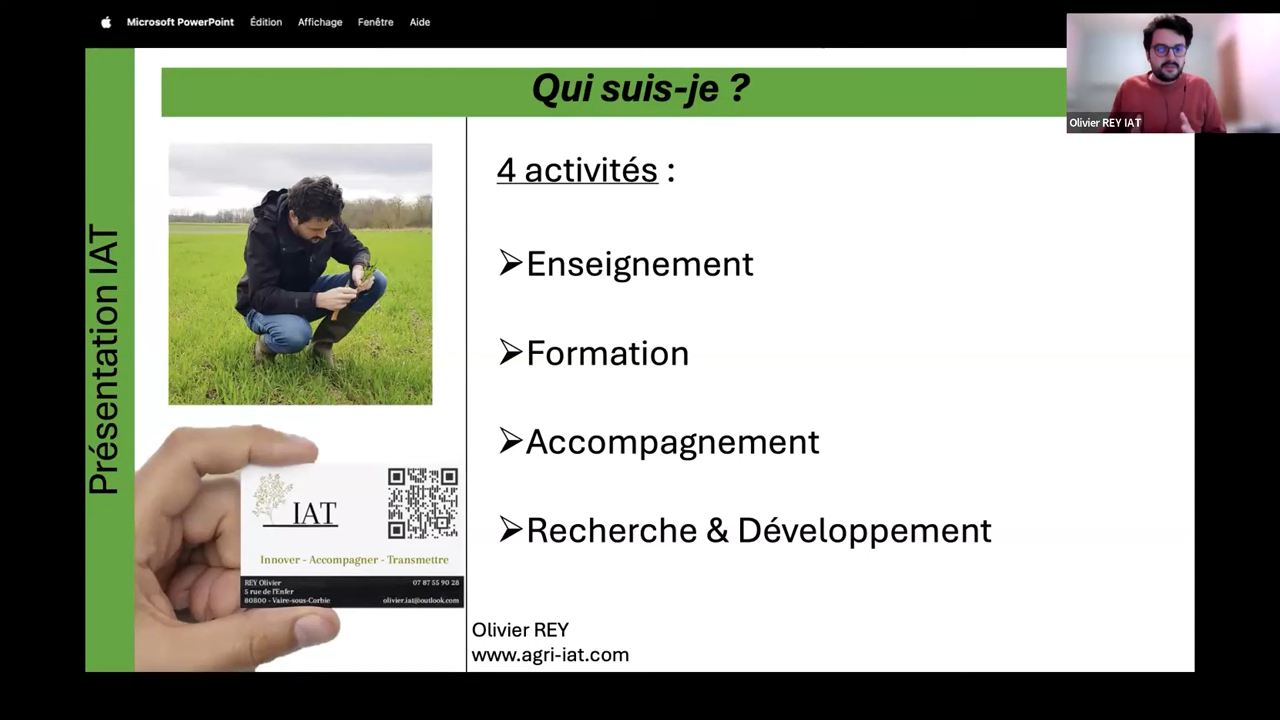 Microsoft PowerPoint Édition Affichage Fenêtre Aide
Olivier REY IAT
Qui suis-je ?
Présentation IAT
4 activités :
➢Enseignement
➢Formation
➢Accompagnement
➢Recherche & Développement
IAT
Innover - Accompagner - Transmettre
REY Olivier 07 87 55 90 28
5 rue de l'Enfer
80800 - Vaire-sous-Corbie olivier.iat@outlook.com
Olivier REY
www.agri-iat.com